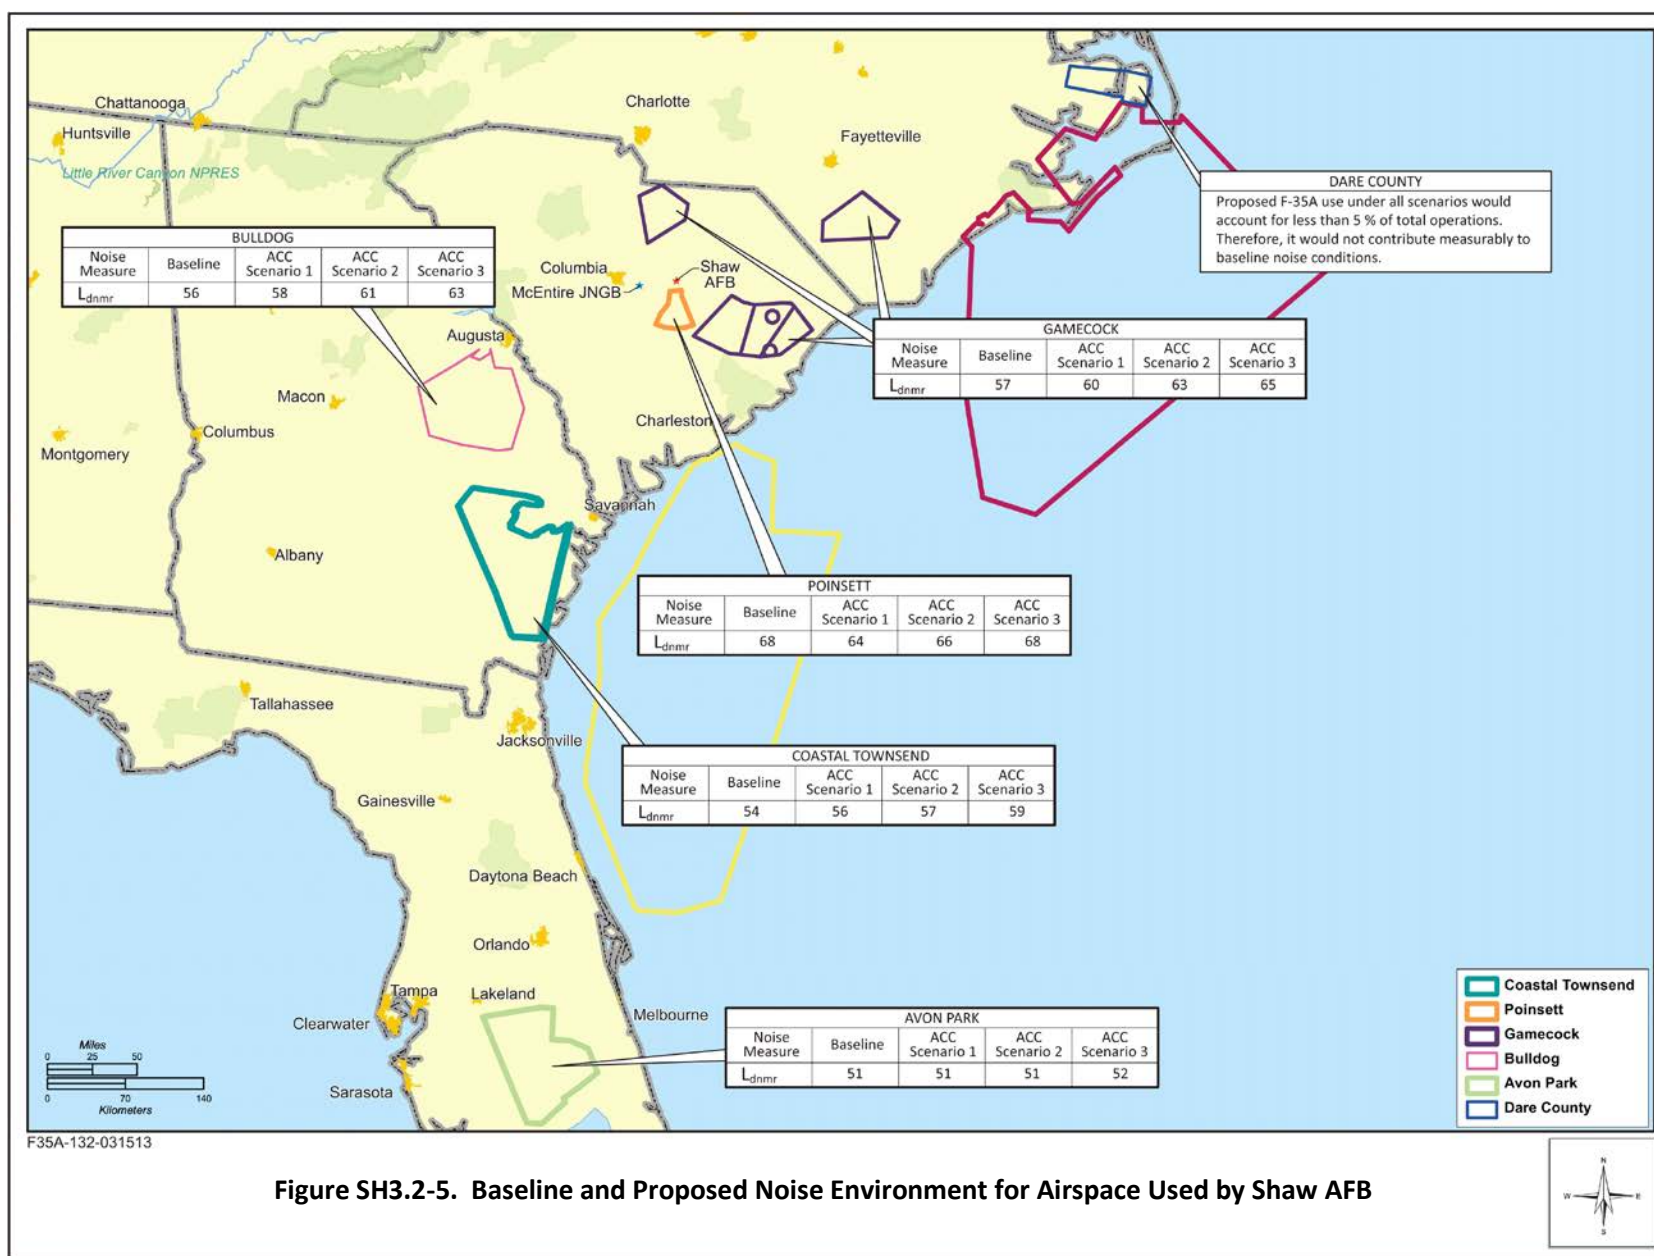 Chattanooga
Huntsville
Little River Canyon NPRES
Charlotte
Fayetteville
DARE COUNTY
Proposed F-35A use under all scenarios would
account for less than 5 % of total operations.
Therefore, it would not contribute measurably to
baseline noise conditions.
BULLDOG
Noise Measure Baseline ACC Scenario 1 ACC Scenario 2 ACC Scenario 3
Ldnmr 56 58 61 63
Columbia
McEntire JNGB
Shaw
AFB
Augusta
GAMECOCK
Noise Measure Baseline ACC Scenario 1 ACC Scenario 2 ACC Scenario 3
Ldnmr 57 60 63 65
Macon
Columbus
Montgomery
Charleston
Savannah
Albany
POINSETT
Noise Measure Baseline ACC Scenario 1 ACC Scenario 2 ACC Scenario 3
Ldnmr 68 64 66 68
Tallahassee
Jacksonville
COASTAL TOWNSEND
Noise Measure Baseline ACC Scenario 1 ACC Scenario 2 ACC Scenario 3
Ldnmr 54 56 57 59
Gainesville
Daytona Beach
Orlando
Tampa
Lakeland
Clearwater
Melbourne
Sarasota
AVON PARK
Noise Measure Baseline ACC Scenario 1 ACC Scenario 2 ACC Scenario 3
Ldnmr 51 51 51 52
Coastal Townsend
Poinsett
Gamecock
Bulldog
Avon Park
Dare County
Miles
0 25 50
0 70 140
Kilometers
F35A-132-031513
Figure SH3.2-5. Baseline and Proposed Noise Environment for Airspace Used by Shaw AFB
N
W E
S